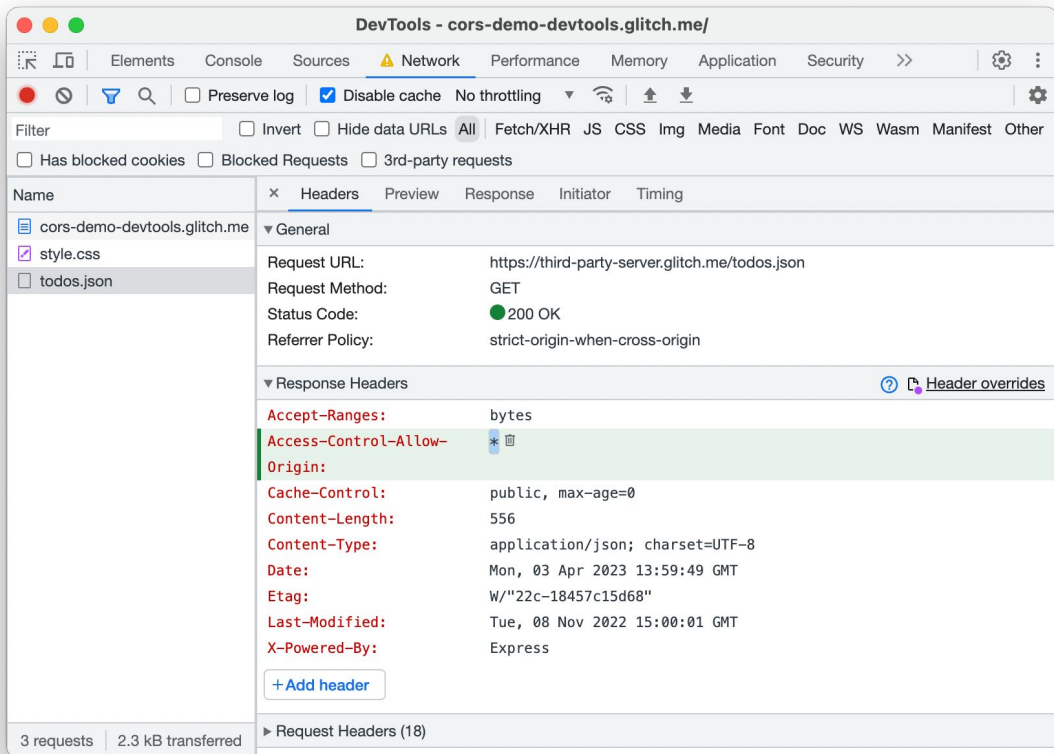 DevTools - cors-demo-devtools.glitch.me/
Elements Console Sources Network Performance Memory Application Security
Preserve log Disable cache No throttling
Filter Invert Hide data URLs All Fetch/XHR JS CSS Img Media Font Doc WS Wasm Manifest Other
Has blocked cookies Blocked Requests 3rd-party requests
Name
cors-demo-devtools.glitch.me
style.css
todos.json
3 requests 2.3 kB transferred
Headers Preview Response Initiator Timing
General
Request URL: https://third-party-server.glitch.me/todos.json
Request Method: GET
Status Code: 200 OK
Referrer Policy: strict-origin-when-cross-origin
Response Headers Header overrides
Accept-Ranges: bytes
Access-Control-Allow- *
Origin:
Cache-Control: public, max-age=0
Content-Length: 556
Content-Type: application/json; charset=UTF-8
Date: Mon, 03 Apr 2023 13:59:49 GMT
Etag: W/"22c-18457c15d68"
Last-Modified: Tue, 08 Nov 2022 15:00:01 GMT
X-Powered-By: Express
+Add header
Request Headers (18)